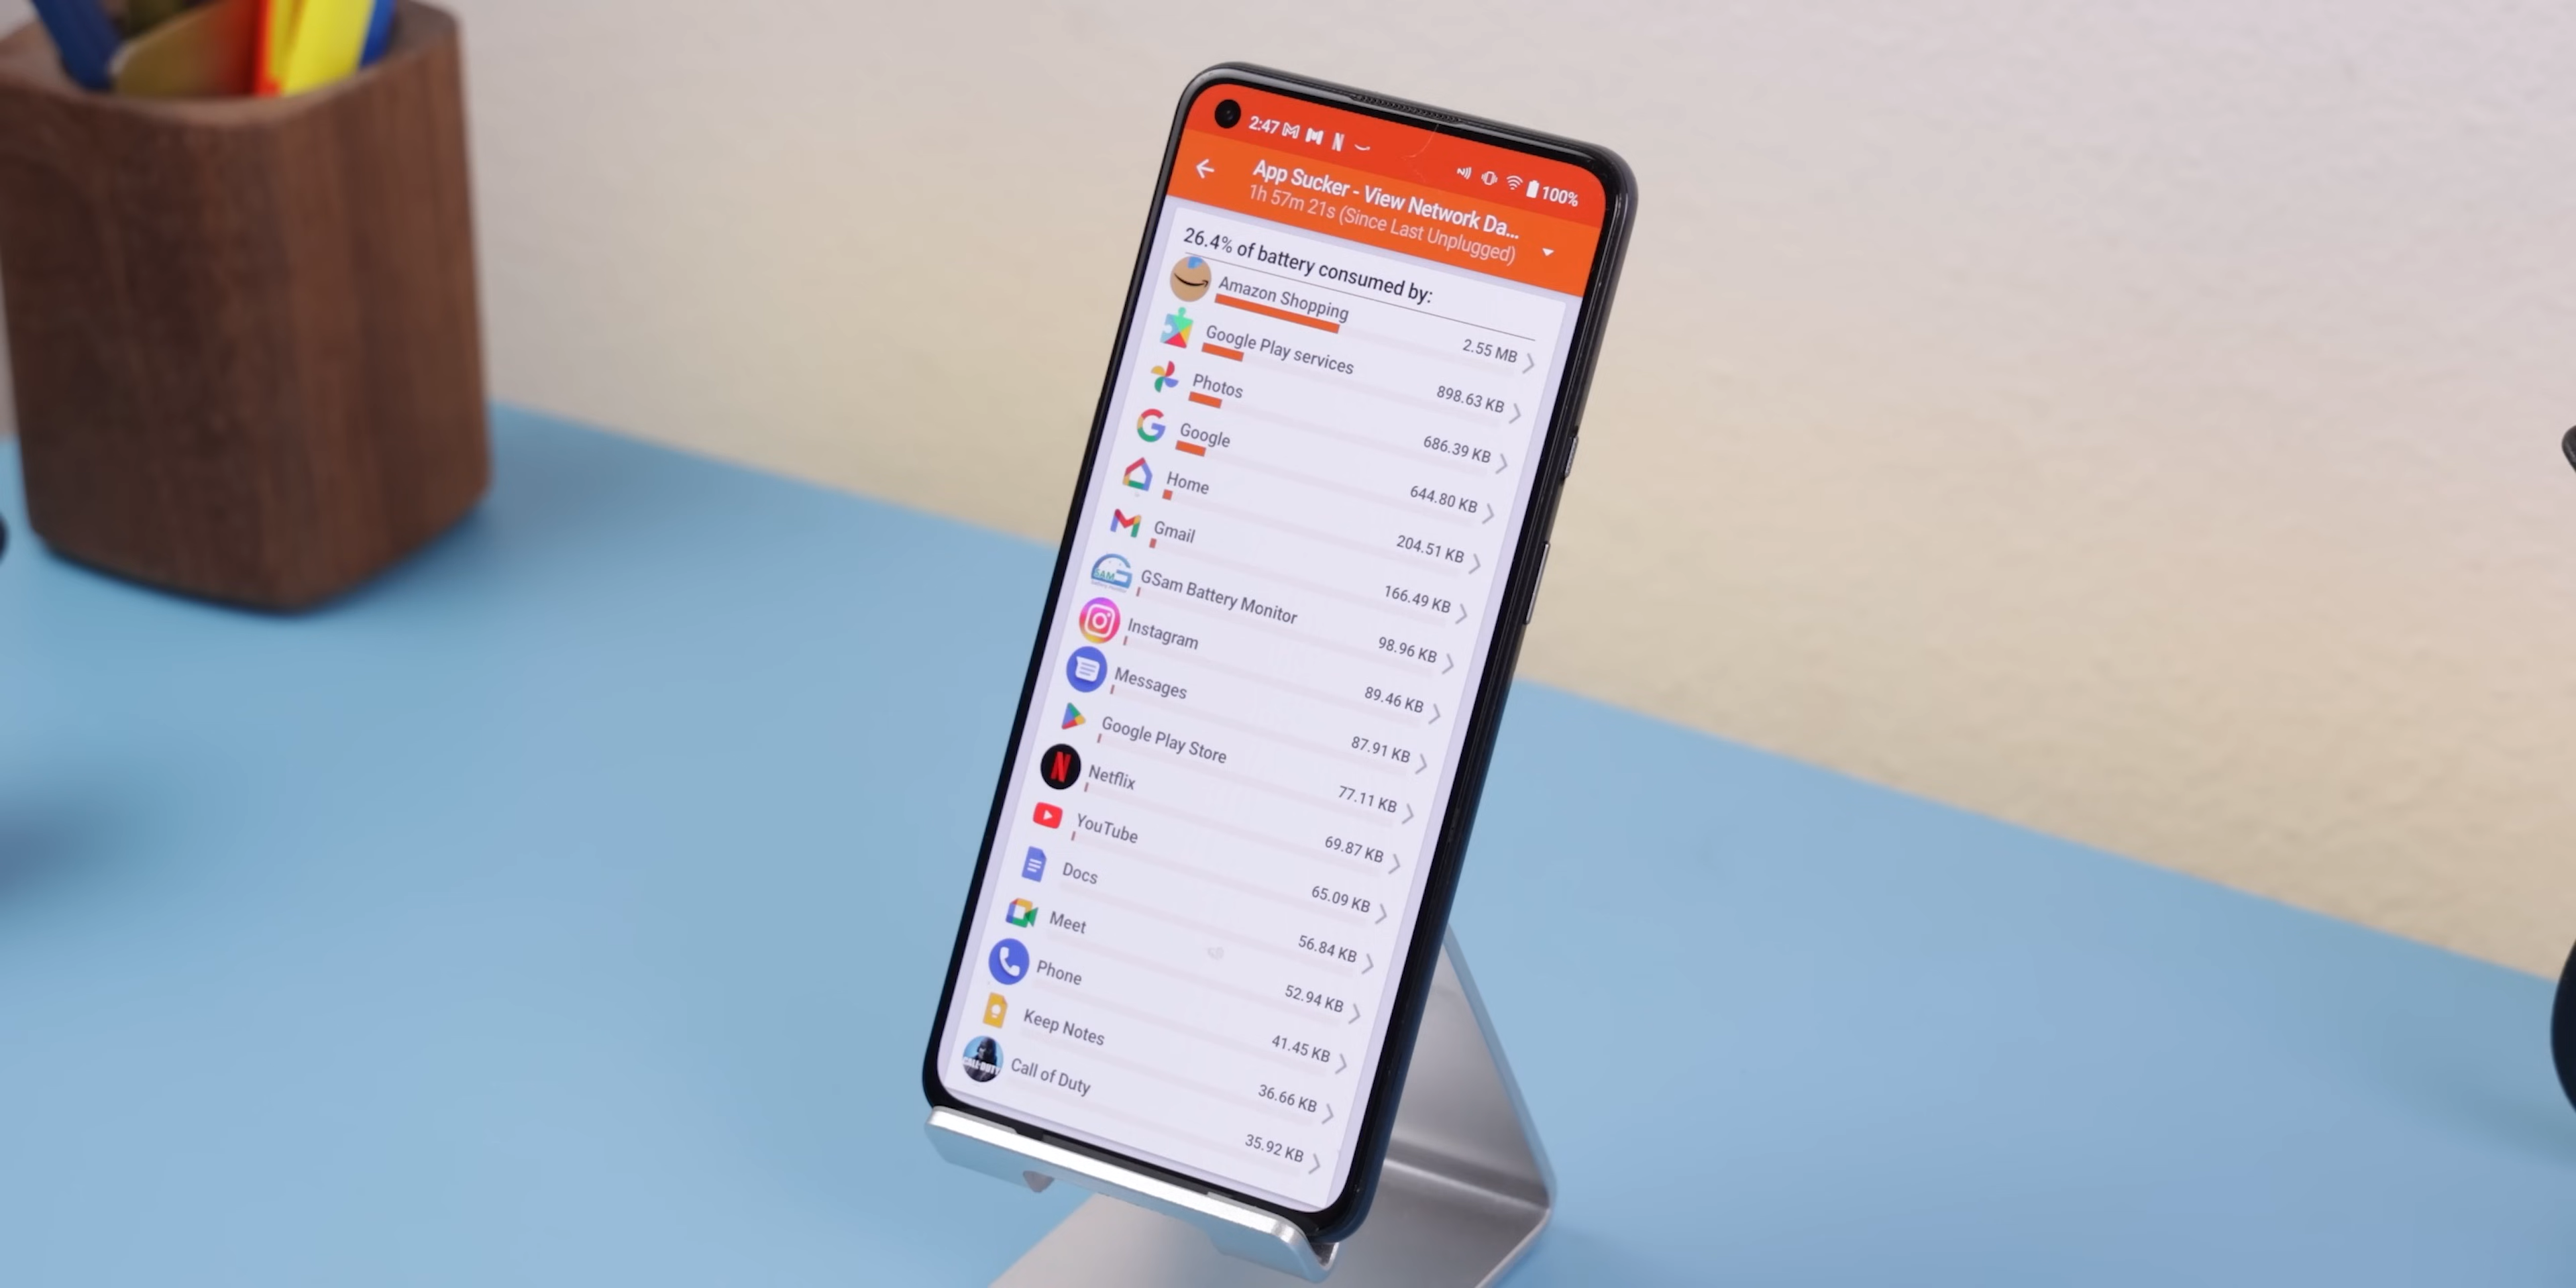 2:47
100%
App Sucker - View Network Da...
1h 57m 21s (Since Last Unplugged)
26.4% of battery consumed by:
Amazon Shopping
2.55 MB
Google Play services
898.63 KB
Photos
686.39 KB
Google
644.80 KB
Home
204.51 KB
Gmail
166.49 KB
GSam Battery Monitor
98.96 KB
Instagram
89.46 KB
Messages
87.91 KB
Google Play Store
77.11 KB
Netflix
69.87 KB
YouTube
65.09 KB
Docs
56.84 KB
Meet
52.94 KB
Phone
41.45 KB
Keep Notes
36.66 KB
Call of Duty
35.92 KB